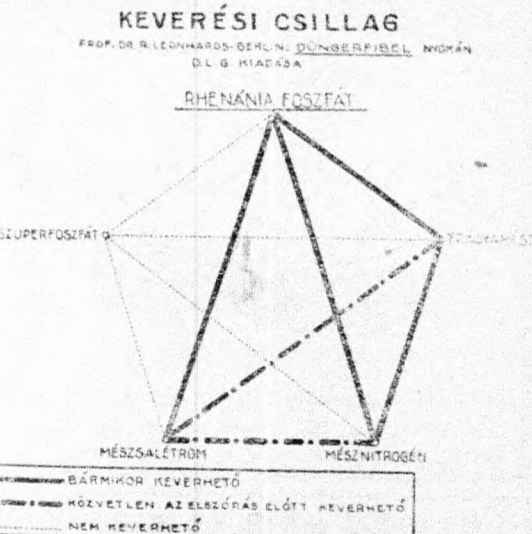 KEVERÉSI CSILLAG
PROF. DR. R. LEONHARDS-BERLIN: DÜNGERFIBEL NYOMÁN
D.L.G. KIADÁSA
RHENÁNIA FOSZFÁT
SZUPERFOSZFÁT
TRÁGYAMÉSZ
MÉSZSALÉTROM
MÉSZNITROGÉN
BÁRMIKOR KEVERHETŐ
KÖZVETLEN AZ ELSZÓRÁS ELŐTT KEVERHETŐ
NEM KEVERHETŐ